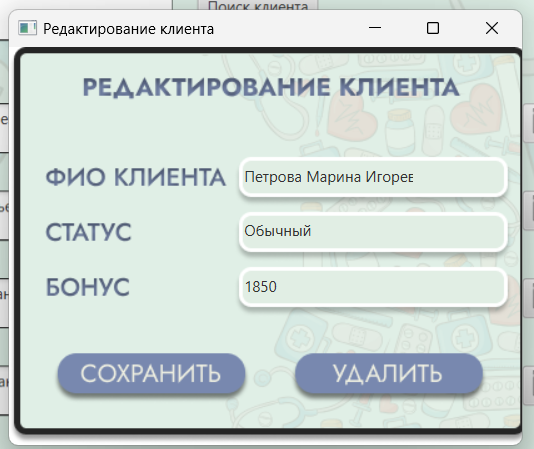 Поиск клиента
Редактирование клиента
РЕДАКТИРОВАНИЕ КЛИЕНТА
ФИО КЛИЕНТА Петрова Марина Игорев
СТАТУС Обычный
БОНУС 1850
СОХРАНИТЬ УДАЛИТЬ